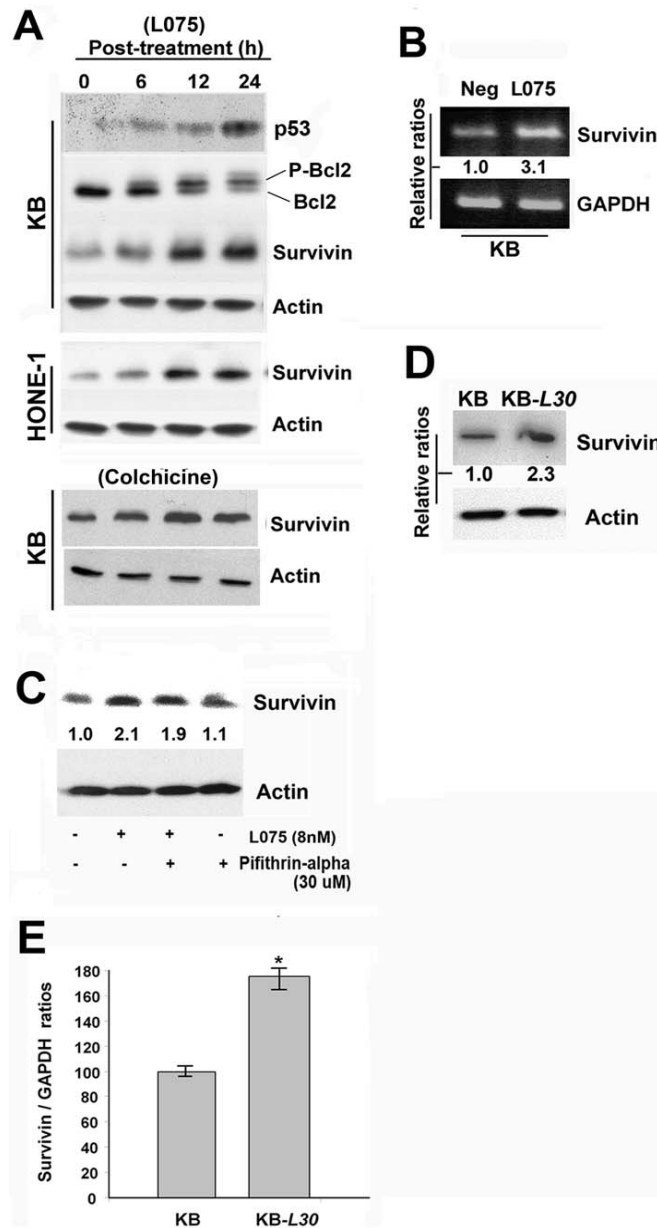 A
(L075)
Post-treatment (h)
0 6 12 24
KB
p53
P-Bcl2
Bcl2
Survivin
Actin
HONE-1
Survivin
Actin
(Colchicine)
KB
Survivin
Actin
B
Neg L075
Relative ratios
Survivin
1.0 3.1
GAPDH
KB
C
Survivin
1.0 2.1 1.9 1.1
Actin
- + + - L075 (8nM)
- - + + Pifithrin-alpha
(30 uM)
D
KB KB-L30
Relative ratios
Survivin
1.0 2.3
Actin
E
Survivin / GAPDH ratios
180
160
140
120
100
80
60
40
20
0
*
KB KB-L30